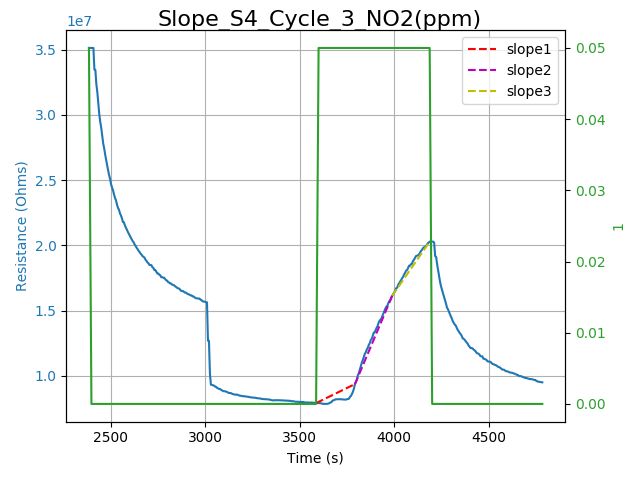 Slope_S4_Cycle_3_NO2(ppm)
1e7
3.5
3.0
2.5
2.0
1.5
1.0
Resistance (Ohms)
slope1
slope2
slope3
0.05
0.04
0.03
0.02
0.01
0.00
1
2500 3000 3500 4000 4500
Time (s)